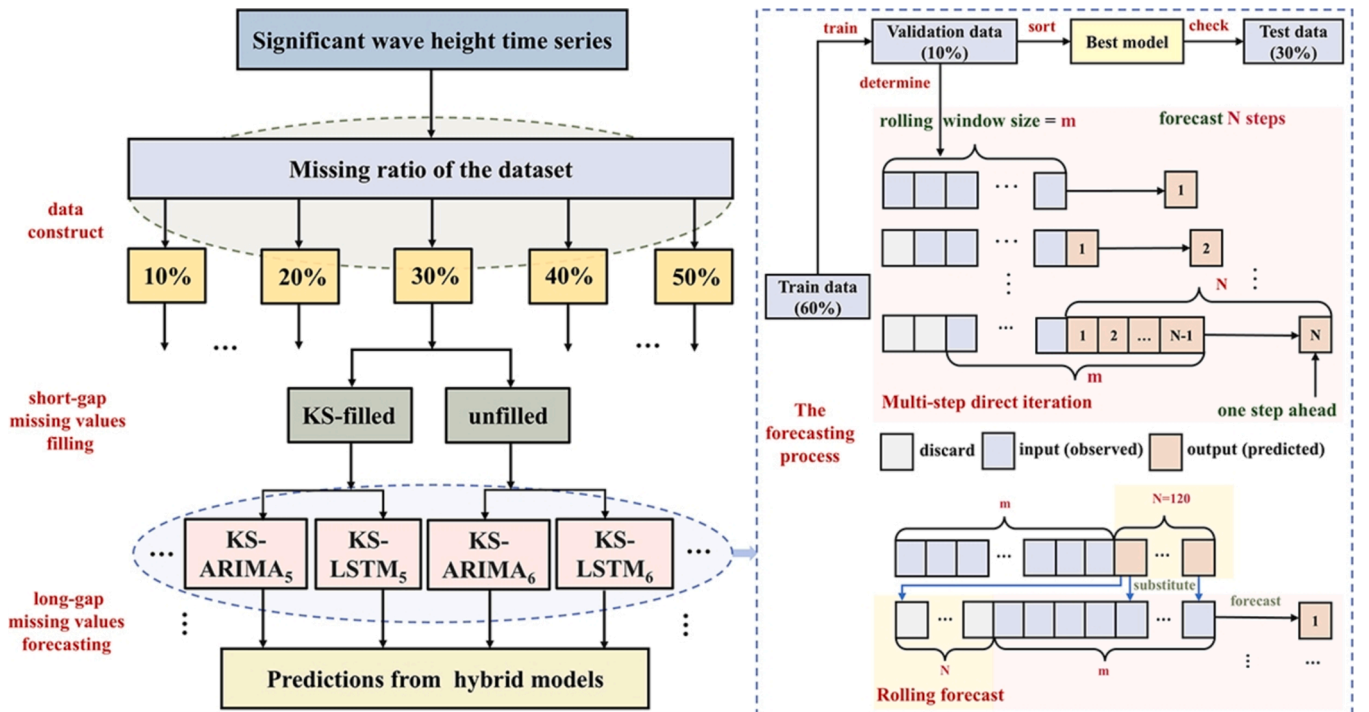 Significant wave height time series
Missing ratio of the dataset
data
construct
10%
20%
30%
40%
50%
...
...
short-gap
missing values
filling
KS-filled
unfilled
...
KS-
ARIMA5
KS-
LSTM5
KS-
ARIMA6
KS-
LSTM6
...
long-gap
missing values
forecasting
Predictions from hybrid models
train
Validation data
(10%)
sort
Best model
check
Test data
(30%)
determine
rolling window size = m
forecast N steps
...
1
...
1
2
Train data
(60%)
N
...
1
2
...
N-1
N
m
Multi-step direct iteration
one step ahead
The
forecasting
process
discard
input (observed)
output (predicted)
N=120
m
...
...
substitute
forecast
...
...
1
N
m
...
Rolling forecast